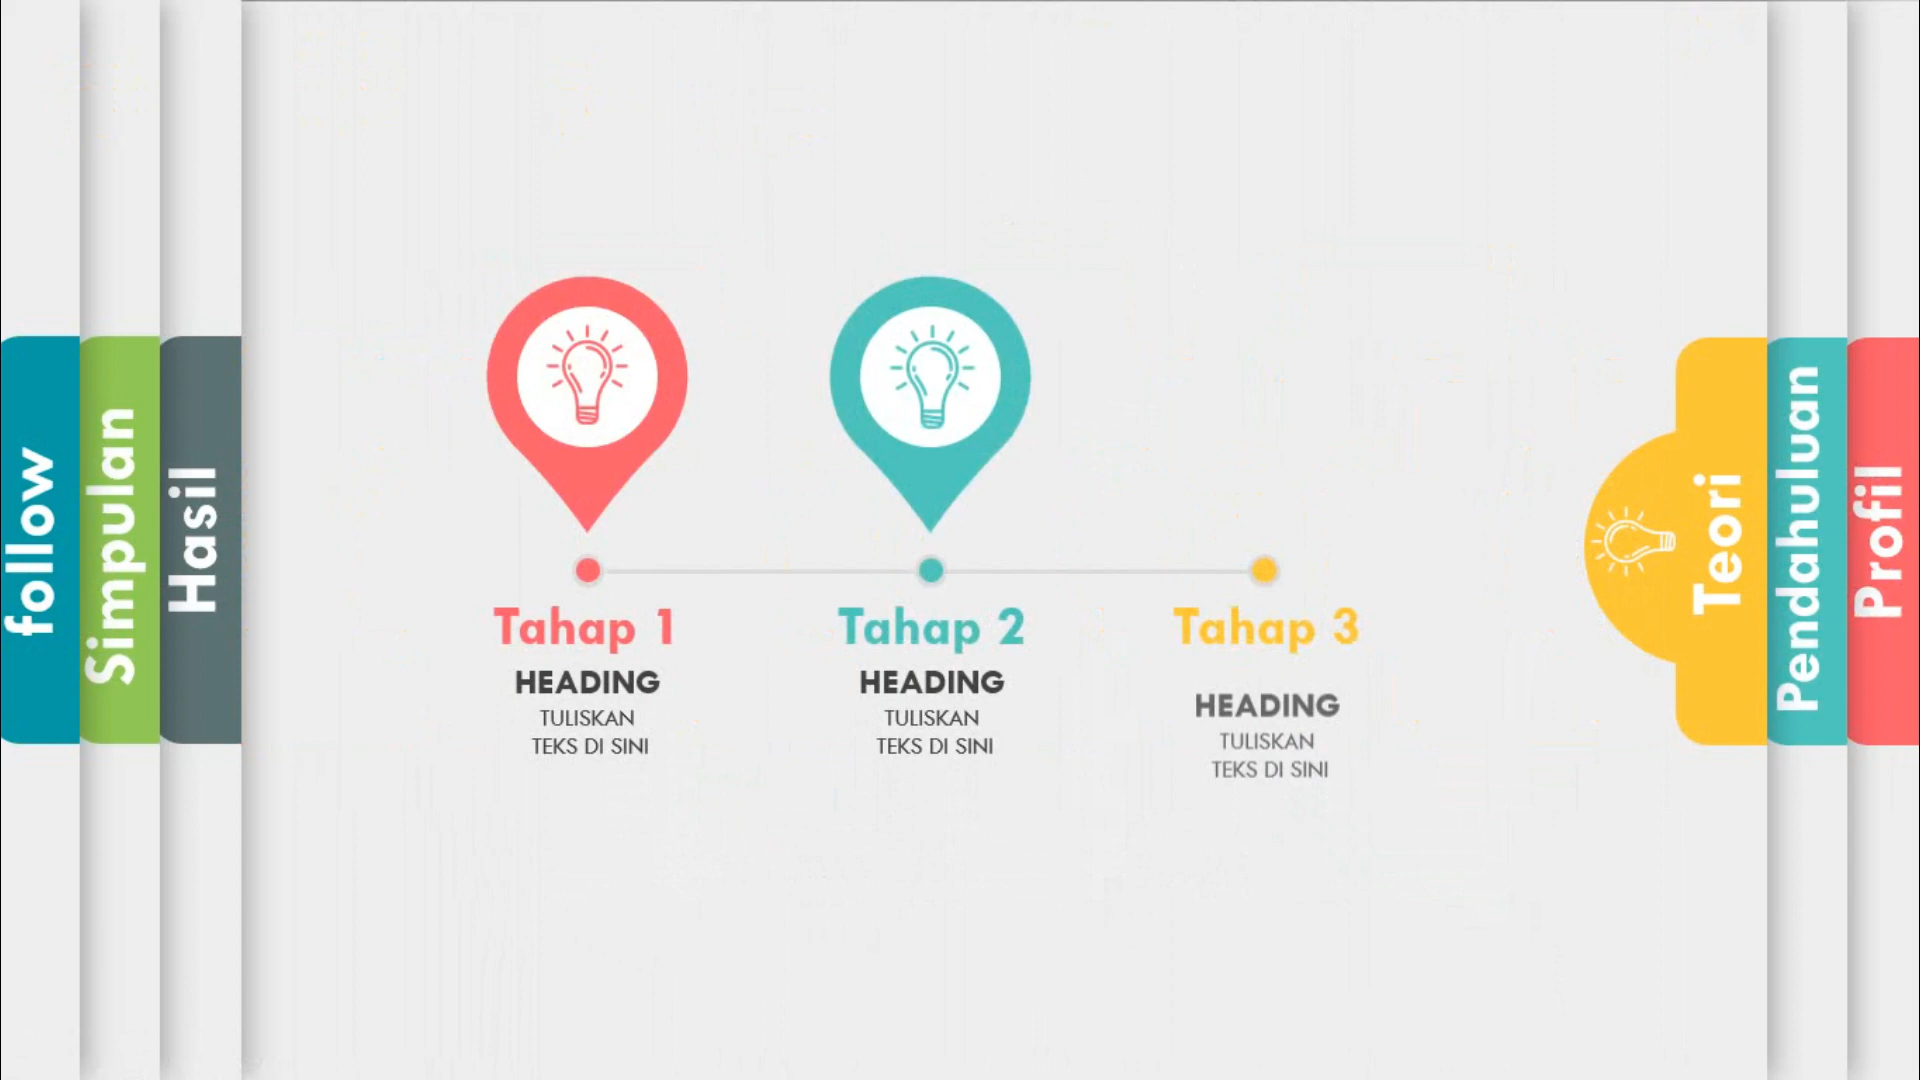 follow
Simpulan
Hasil
Tahap 1
HEADING
TULISKAN
TEKS DI SINI
Tahap 2
HEADING
TULISKAN
TEKS DI SINI
Tahap 3
HEADING
TULISKAN
TEKS DI SINI
Teori
Pendahuluan
Profil